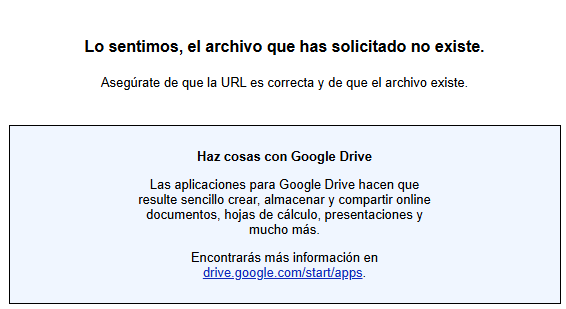 Lo sentimos, el archivo que has solicitado no existe.
Asegúrate de que la URL es correcta y de que el archivo existe.
Haz cosas con Google Drive
Las aplicaciones para Google Drive hacen que
resulte sencillo crear, almacenar y compartir online
documentos, hojas de cálculo, presentaciones y
mucho más.
Encontrarás más información en
drive.google.com/start/apps.